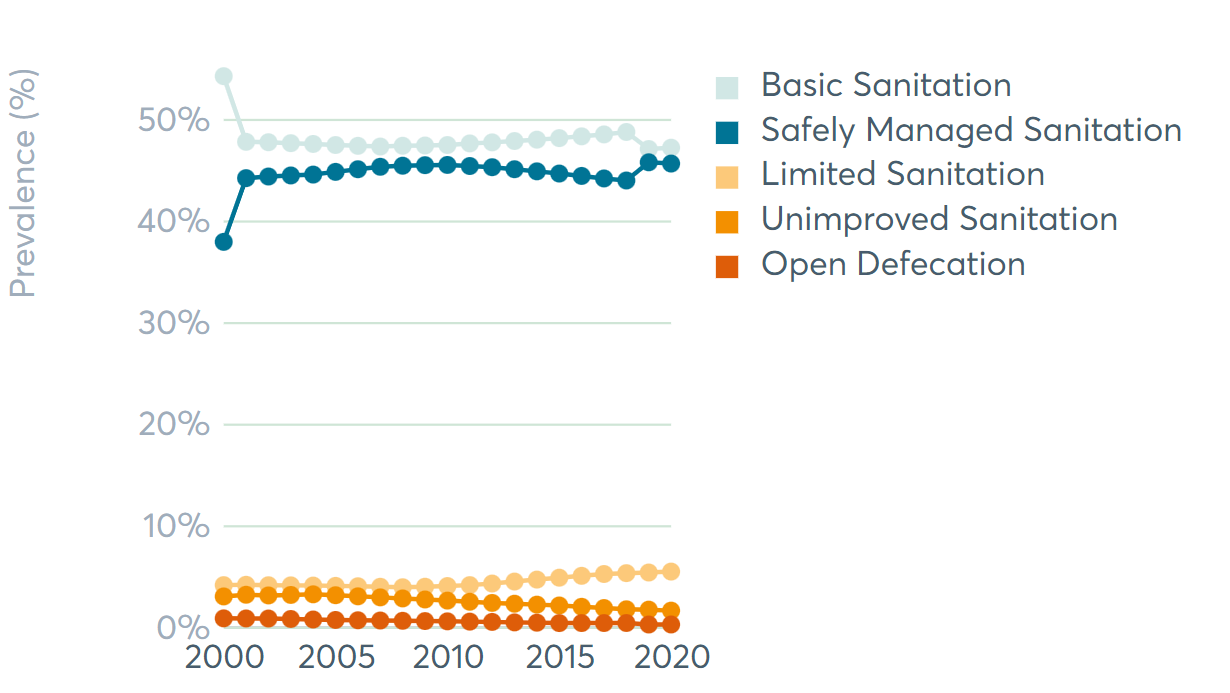 Prevalence (%)
50%
40%
30%
20%
10%
0%
2000 2005 2010 2015 2020
Basic Sanitation
Safely Managed Sanitation
Limited Sanitation
Unimproved Sanitation
Open Defecation